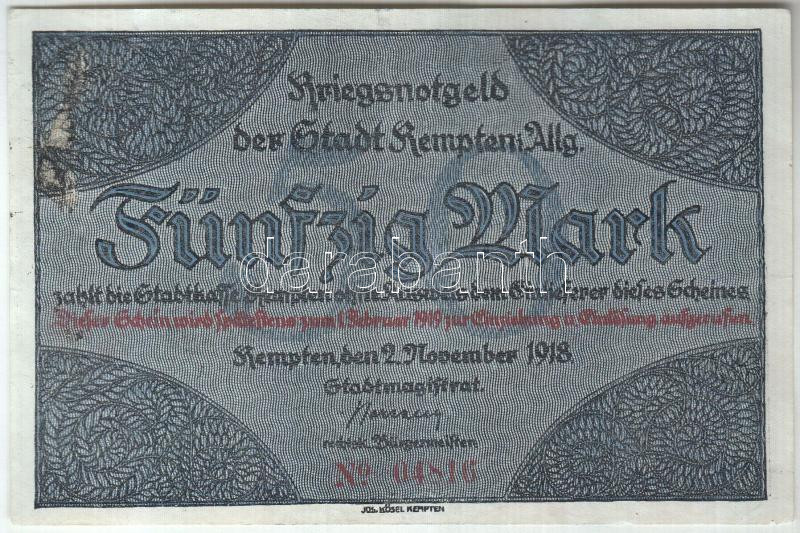 Kriegsnotgeld
der Stadt Kempten i. Allg.
50
Fünfzig Mark
darabanth
zahlt die Stadtkasse Kempten ohne Ausweis dem Einlieferer dieses Scheines.
Dieser Schein wird spätestens zum 1. Februar 1919 zur Einziehung u. Einlösung aufgerufen.
Kempten, den 2. November 1918
Stadtmagistrat.
rechtsk. Bürgermeister
No 04816
JOS. KÖSEL KEMPTEN